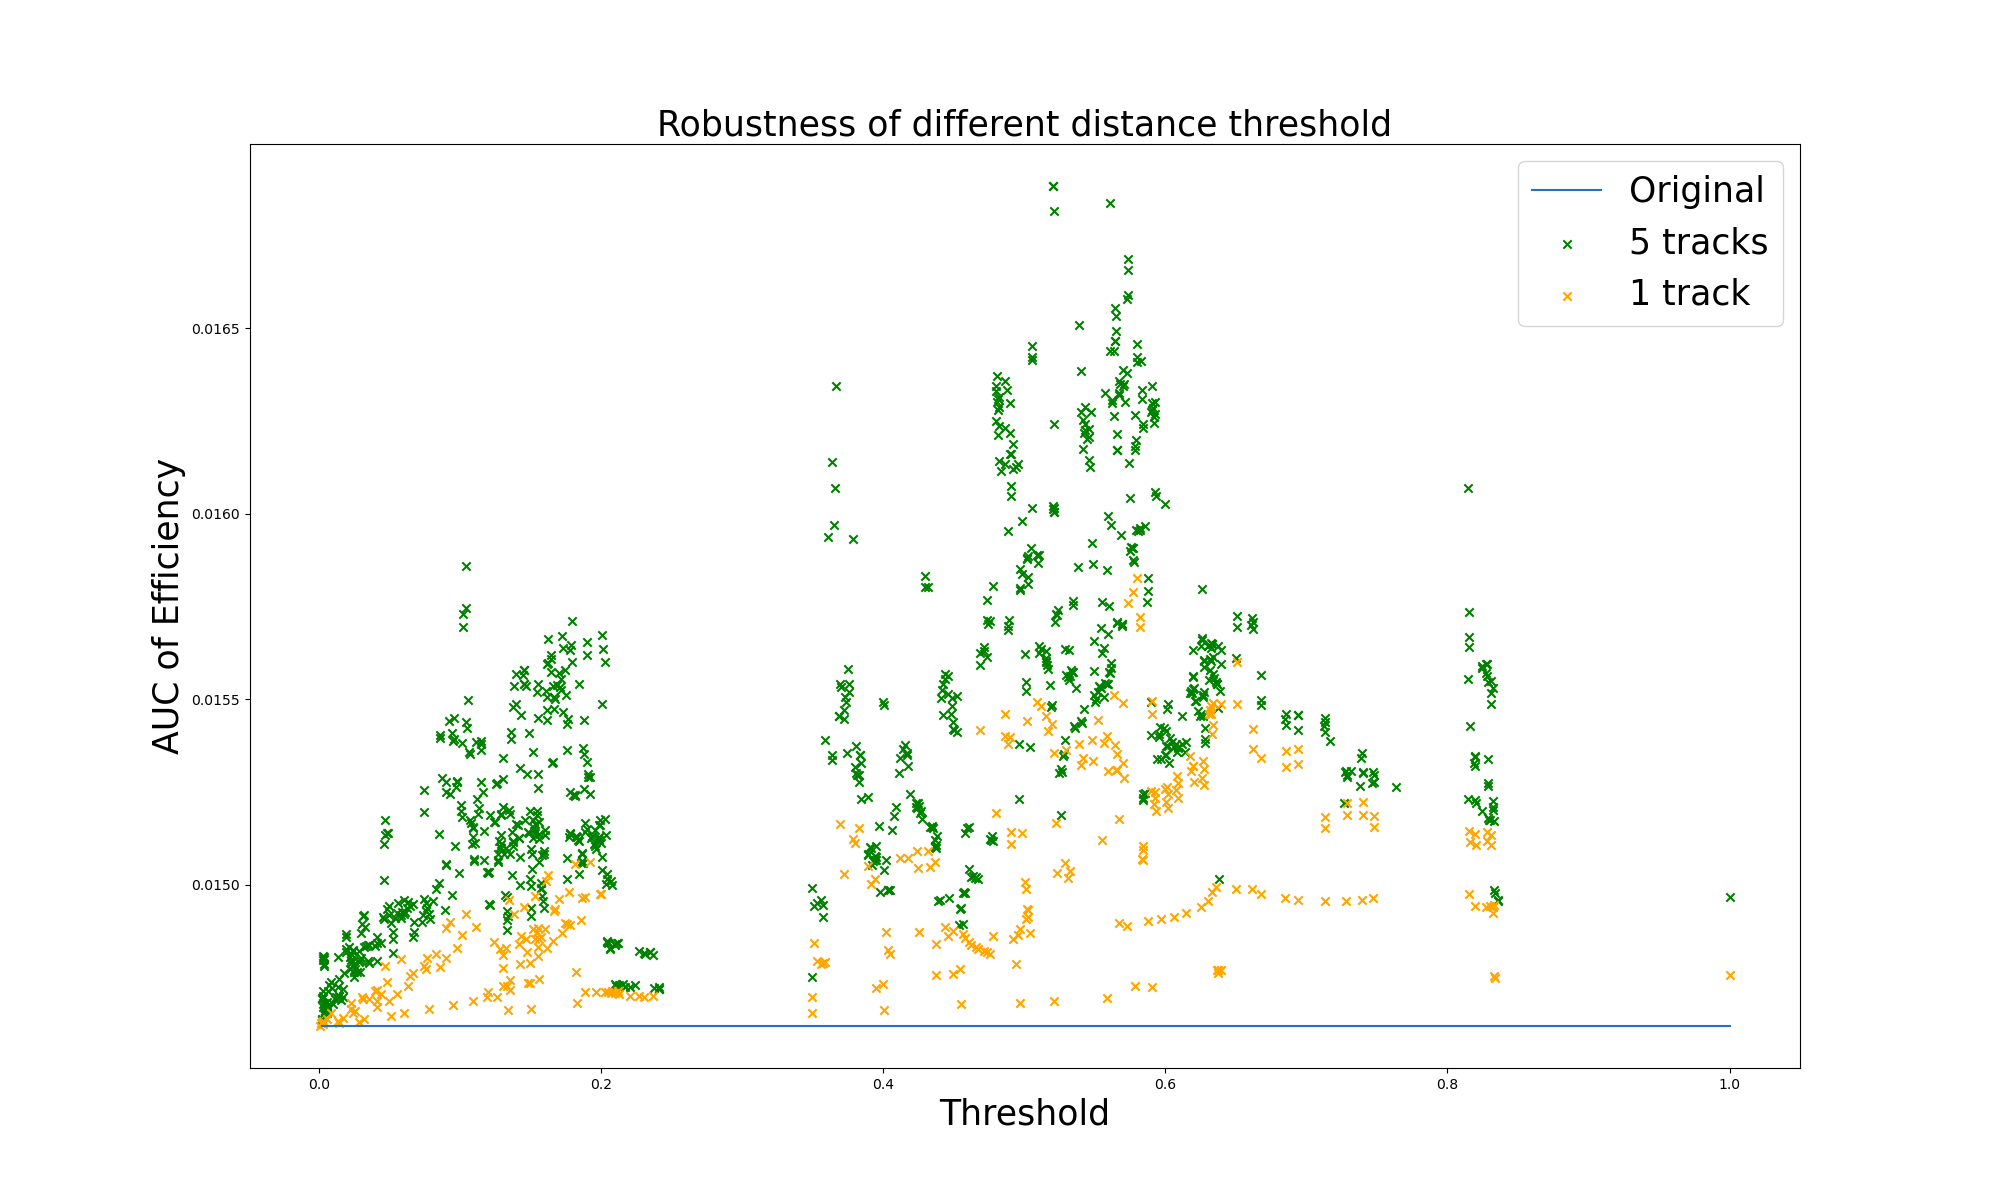 Robustness of different distance threshold
Original
5 tracks
1 track
AUC of Efficiency
0.0165
0.0160
0.0155
0.0150
0.0
0.2
0.4
0.6
0.8
1.0
Threshold